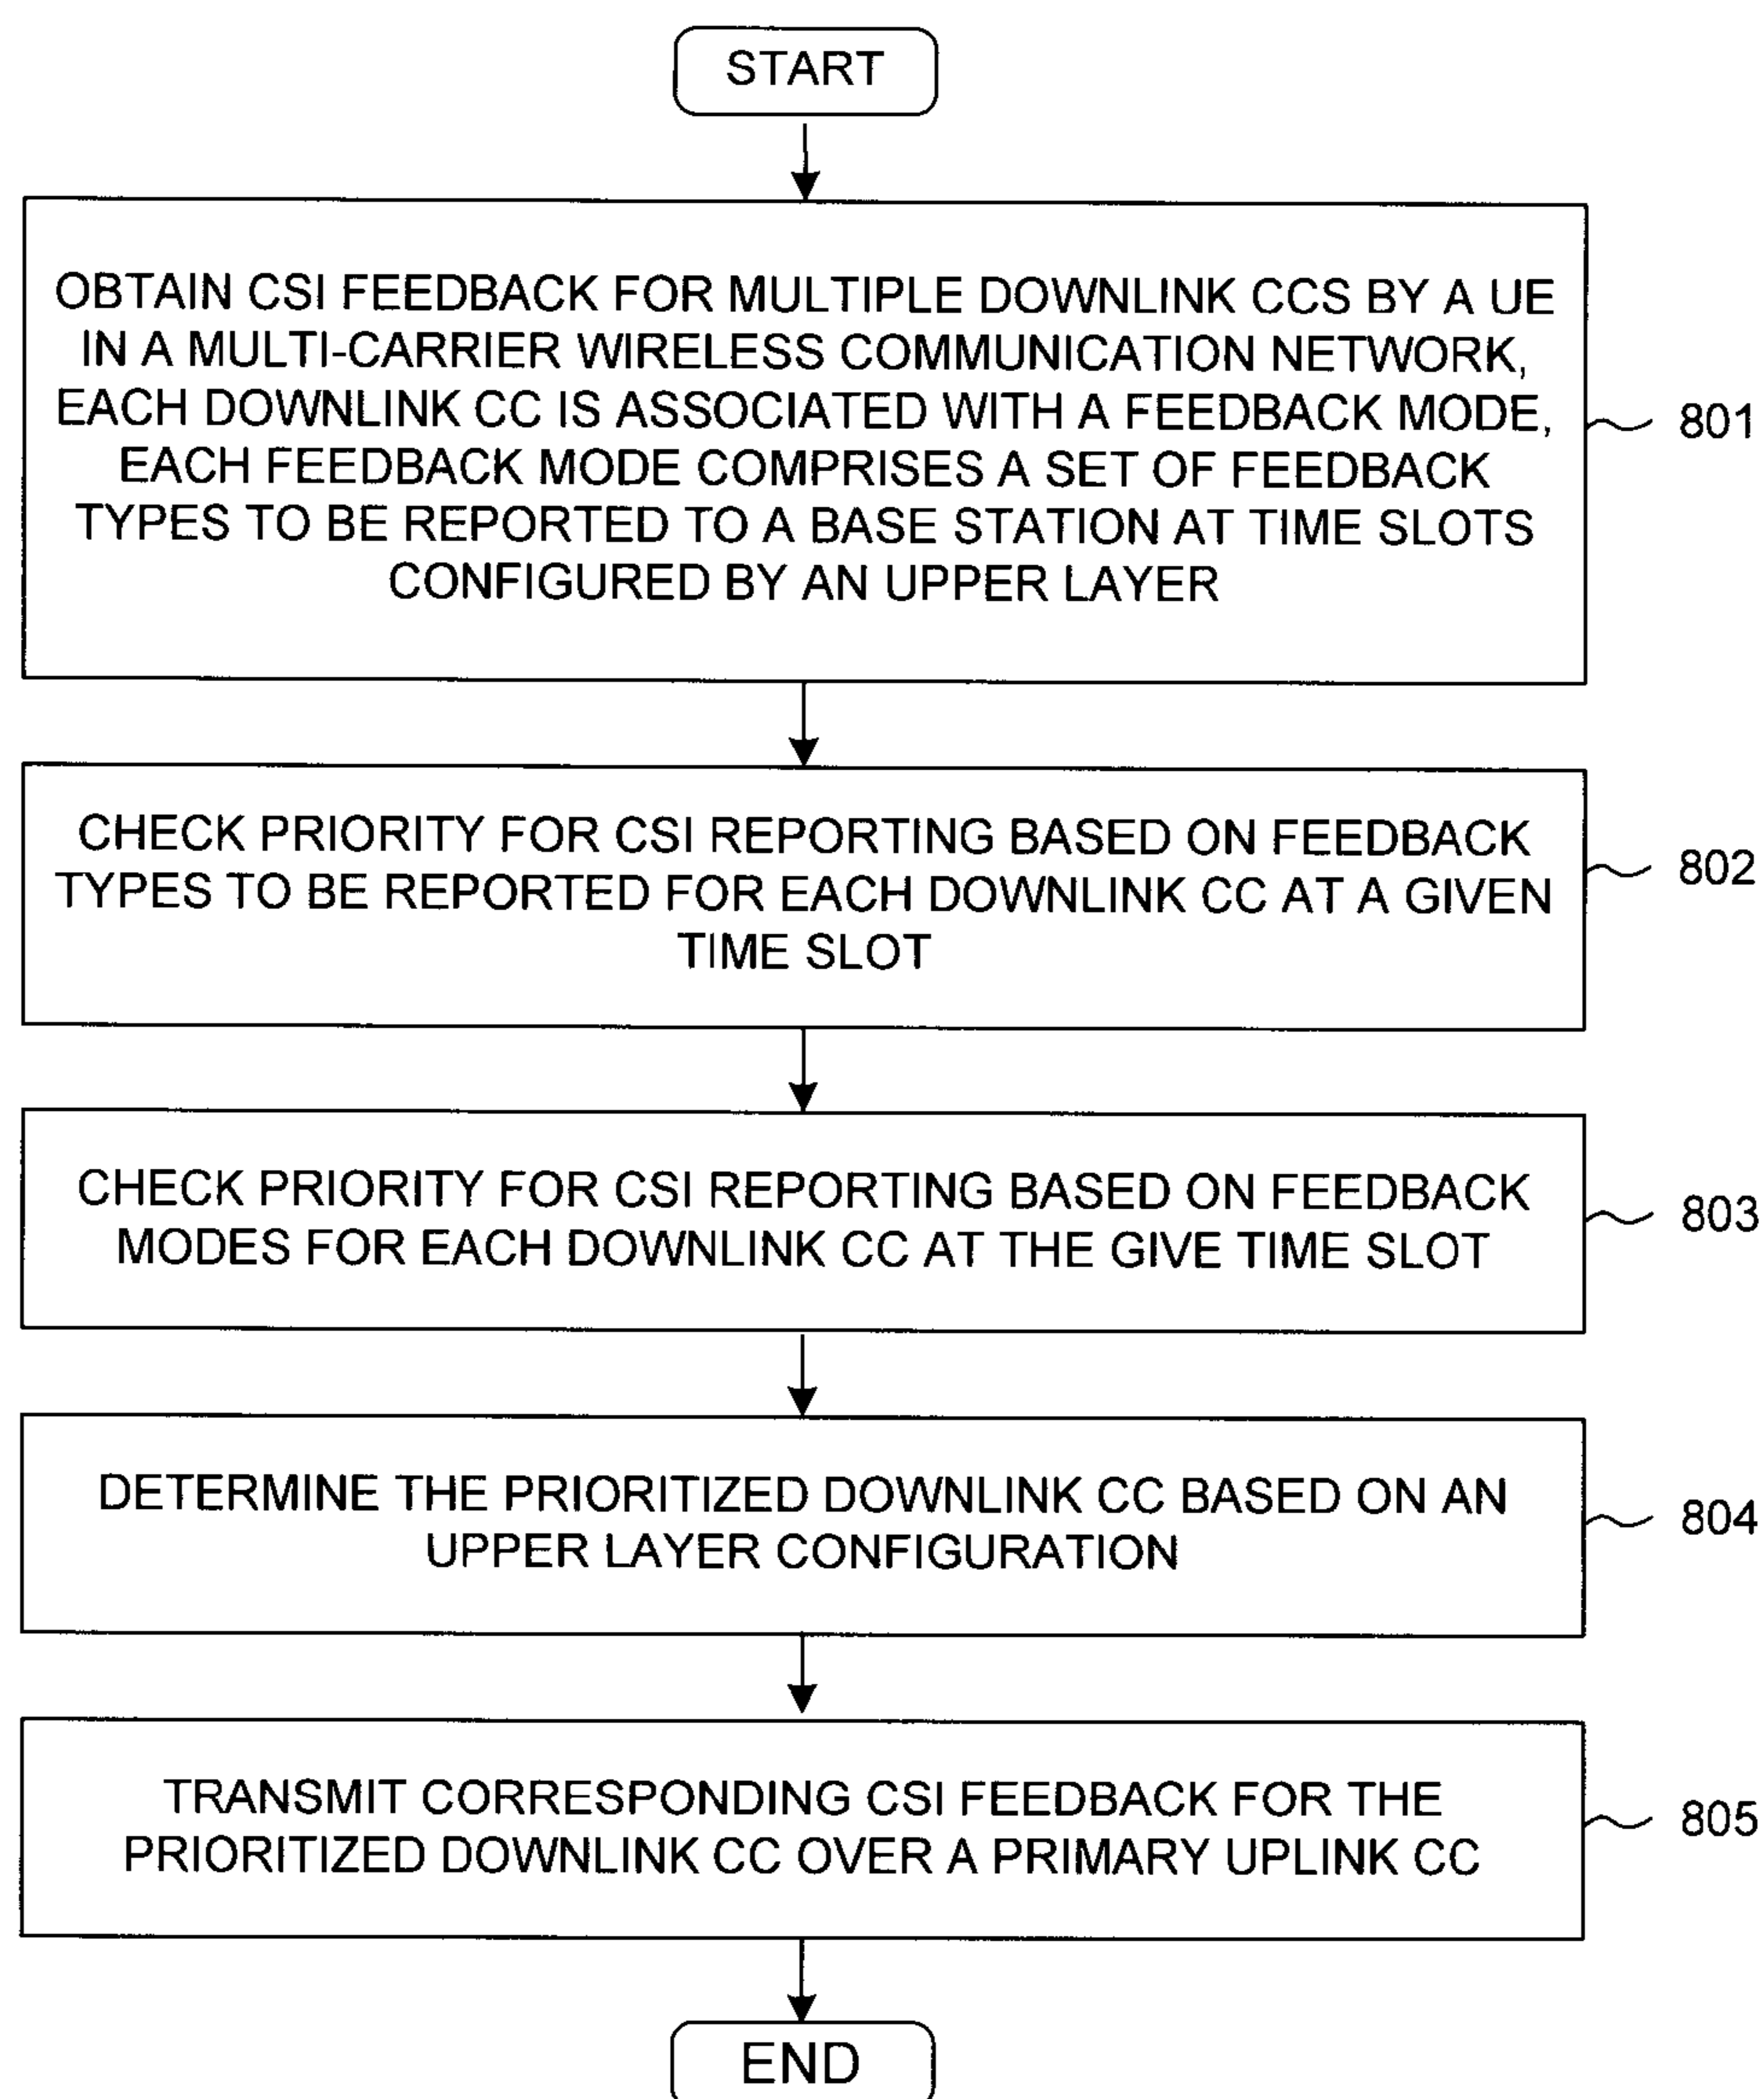 START
OBTAIN CSI FEEDBACK FOR MULTIPLE DOWNLINK CCS BY A UE
IN A MULTI-CARRIER WIRELESS COMMUNICATION NETWORK,
EACH DOWNLINK CC IS ASSOCIATED WITH A FEEDBACK MODE,
EACH FEEDBACK MODE COMPRISES A SET OF FEEDBACK
TYPES TO BE REPORTED TO A BASE STATION AT TIME SLOTS
CONFIGURED BY AN UPPER LAYER
801
CHECK PRIORITY FOR CSI REPORTING BASED ON FEEDBACK
TYPES TO BE REPORTED FOR EACH DOWNLINK CC AT A GIVEN
TIME SLOT
802
CHECK PRIORITY FOR CSI REPORTING BASED ON FEEDBACK
MODES FOR EACH DOWNLINK CC AT THE GIVE TIME SLOT
803
DETERMINE THE PRIORITIZED DOWNLINK CC BASED ON AN
UPPER LAYER CONFIGURATION
804
TRANSMIT CORRESPONDING CSI FEEDBACK FOR THE
PRIORITIZED DOWNLINK CC OVER A PRIMARY UPLINK CC
805
END